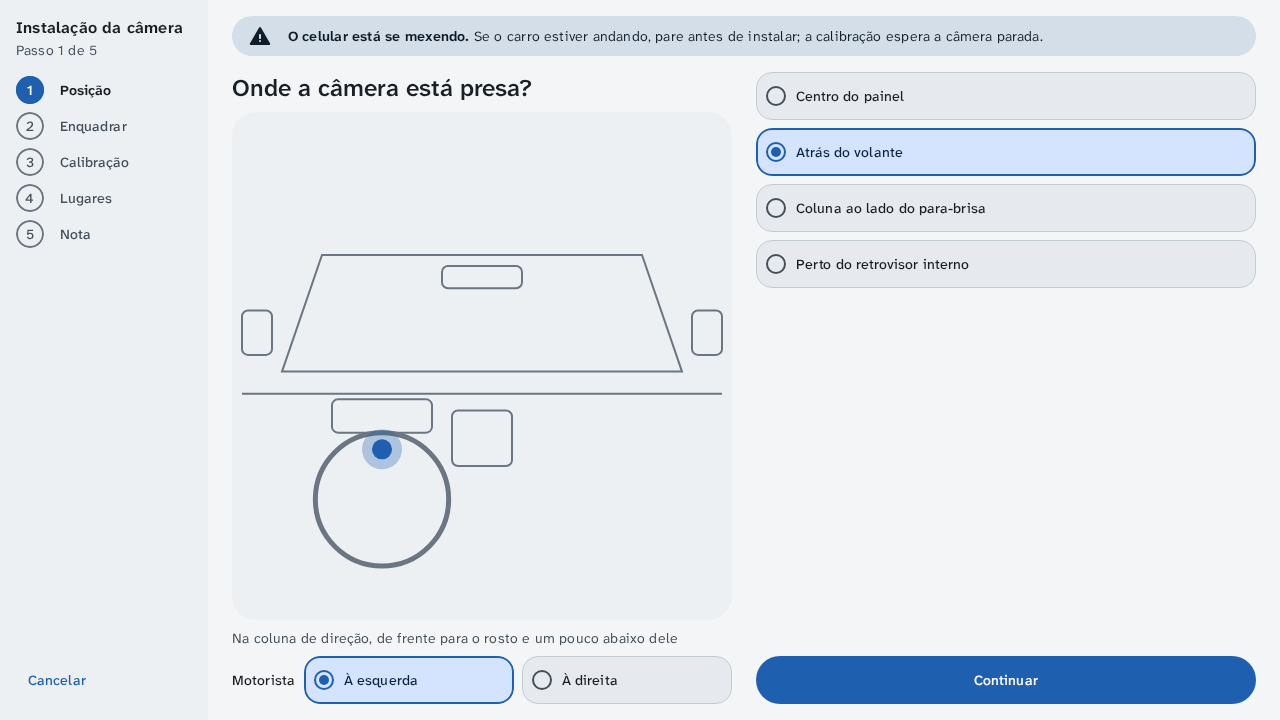 Instalação da câmera
Passo 1 de 5
1 Posição
2 Enquadrar
3 Calibração
4 Lugares
5 Nota
Cancelar
O celular está se mexendo. Se o carro estiver andando, pare antes de instalar; a calibração espera a câmera parada.
Onde a câmera está presa?
Na coluna de direção, de frente para o rosto e um pouco abaixo dele
Motorista
À esquerda
À direita
Centro do painel
Atrás do volante
Coluna ao lado do para-brisa
Perto do retrovisor interno
Continuar